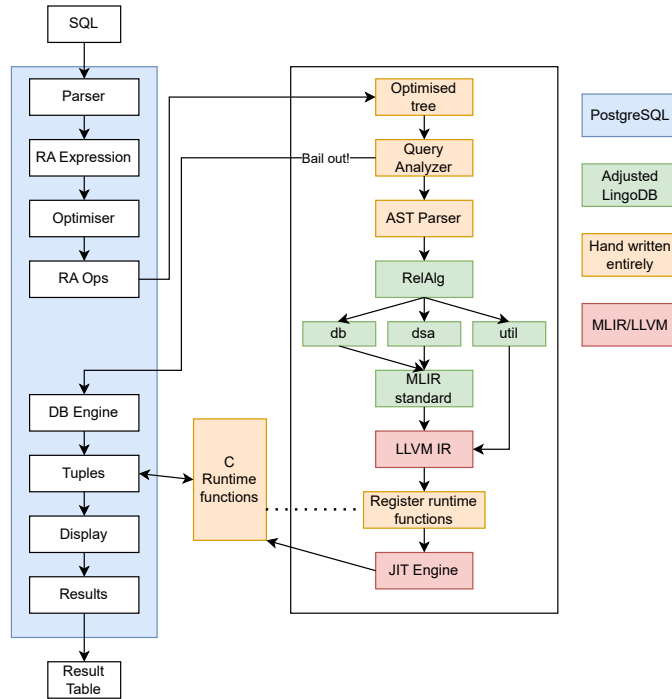 SQL
Parser
RA Expression
Optimiser
RA Ops
DB Engine
Tuples
Display
Results
Result
Table
C
Runtime
functions
Bail out!
Optimised
tree
Query
Analyzer
AST Parser
RelAlg
db
dsa
util
MLIR
standard
LLVM IR
Register runtime
functions
JIT Engine
PostgreSQL
Adjusted
LingoDB
Hand written
entirely
MLIR/LLVM